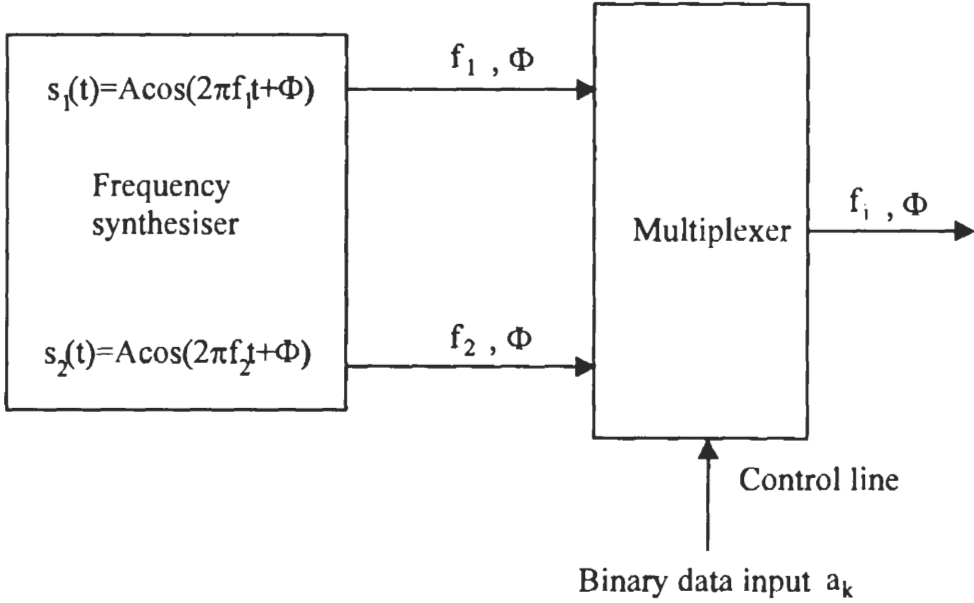 s₁(t)=Acos(2πf₁t+Φ)
f₁ , Φ
Frequency
synthesiser
Multiplexer
fᵢ , Φ
s₂(t)=Acos(2πf₂t+Φ)
f₂ , Φ
Control line
Binary data input aₖ